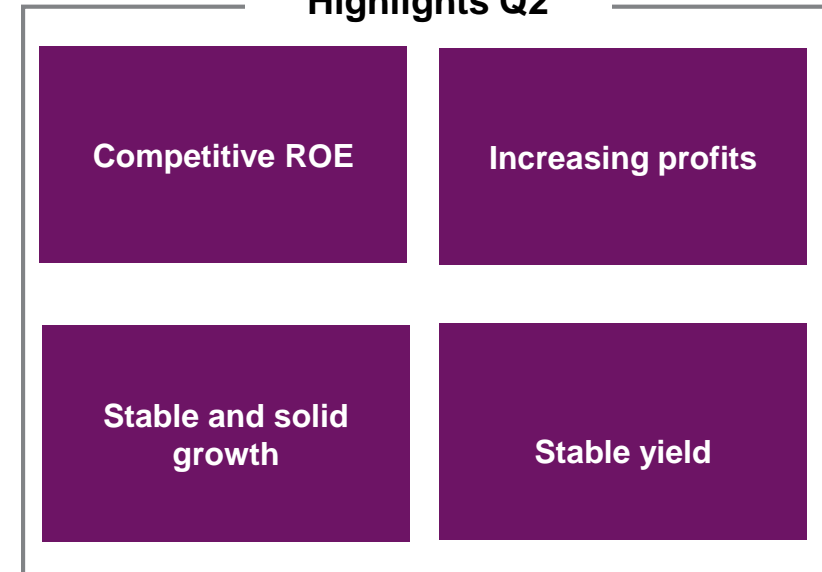 Highlights Q2
Competitive ROE
Increasing profits
Stable and solid
growth
Stable yield